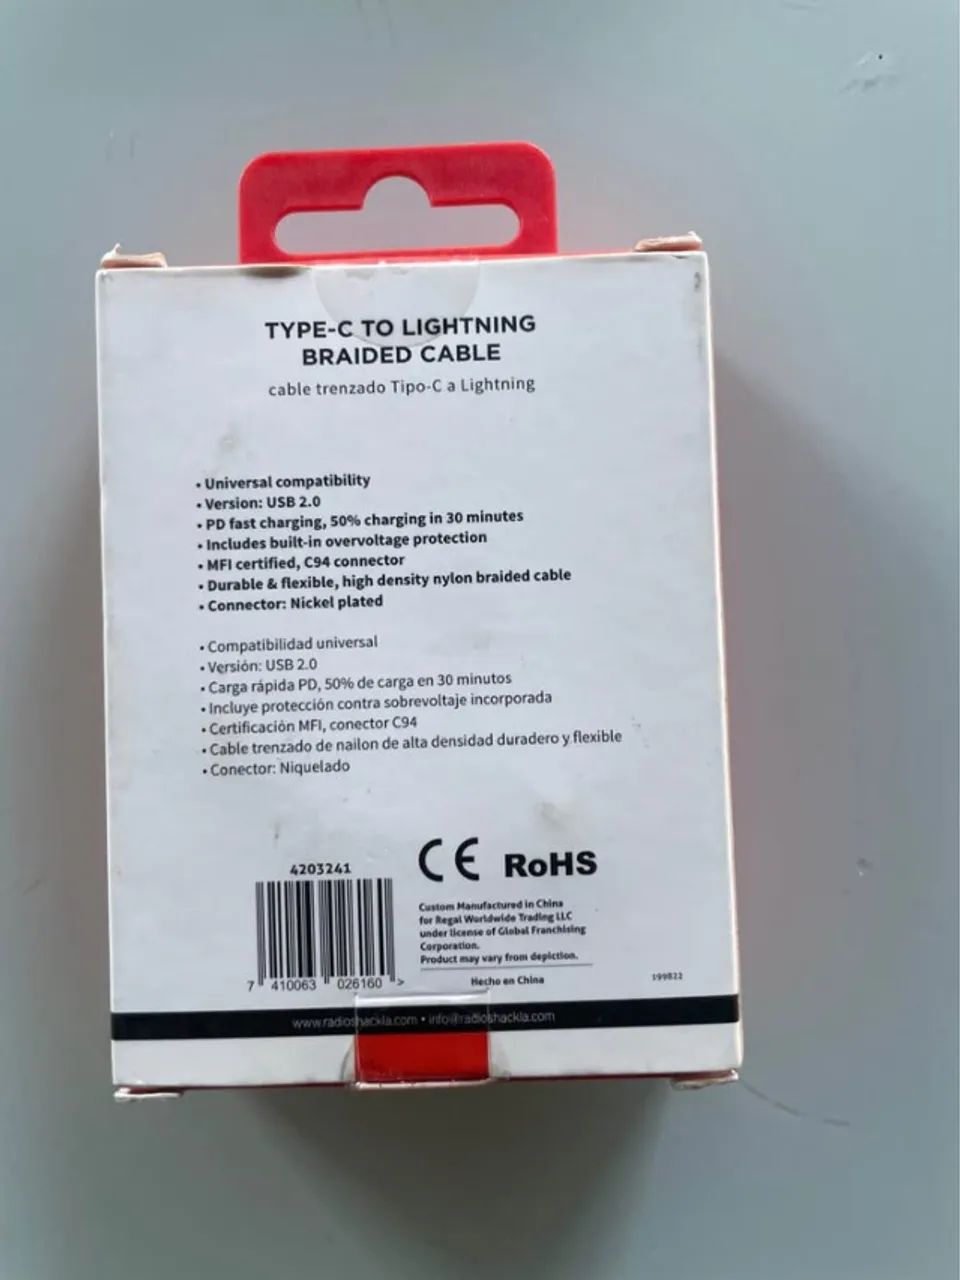 TYPE-C TO LIGHTNING
BRAIDED CABLE
cable trenzado Tipo-C a Lightning
• Universal compatibility
• Version: USB 2.0
• PD fast charging, 50% charging in 30 minutes
• Includes built-in overvoltage protection
• MFI certified, C94 connector
• Durable & flexible, high density nylon braided cable
• Connector: Nickel plated
• Compatibilidad universal
• Versión: USB 2.0
• Carga rápida PD, 50% de carga en 30 minutos
• Incluye protección contra sobrevoltaje incorporada
• Certificación MFI, conector C94
• Cable trenzado de nailon de alta densidad duradero y flexible
• Conector: Niquelado
4203241
CE RoHS
Custom Manufactured in China
for Regal Worldwide Trading LLC
under license of Global Franchising
Corporation.
Product may vary from depiction.
Hecho en China
199822
7 410063 026160 >
www.radioshackla.com • info@radioshackla.com